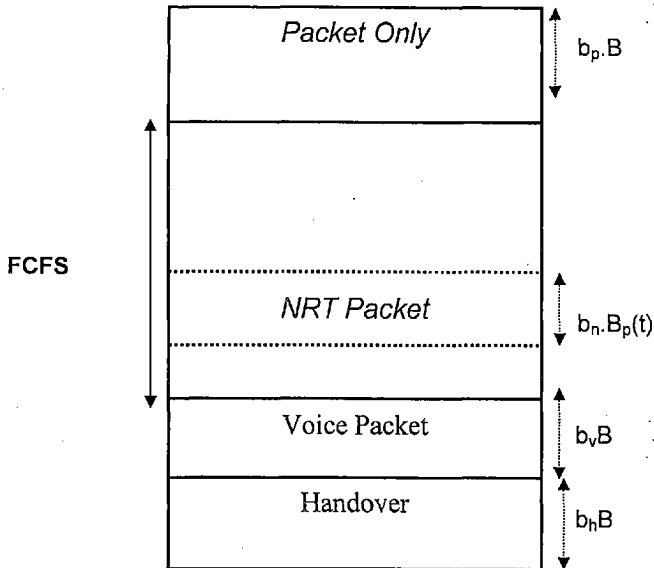 Packet Only
b_p.B
FCFS
NRT Packet
b_n.B_p(t)
Voice Packet
b_vB
Handover
b_hB